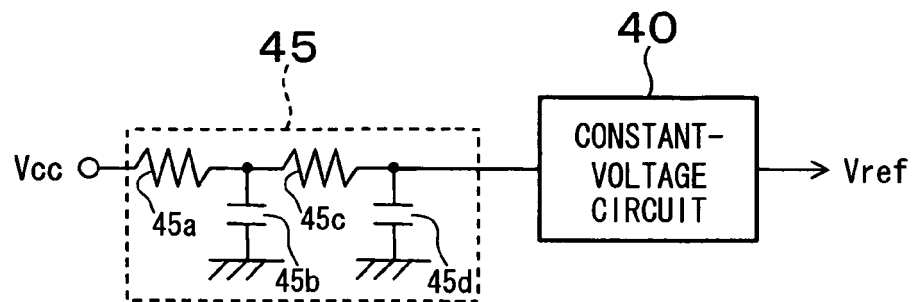 45
40
Vcc
CONSTANT-
VOLTAGE
CIRCUIT
Vref
45a
45b
45c
45d